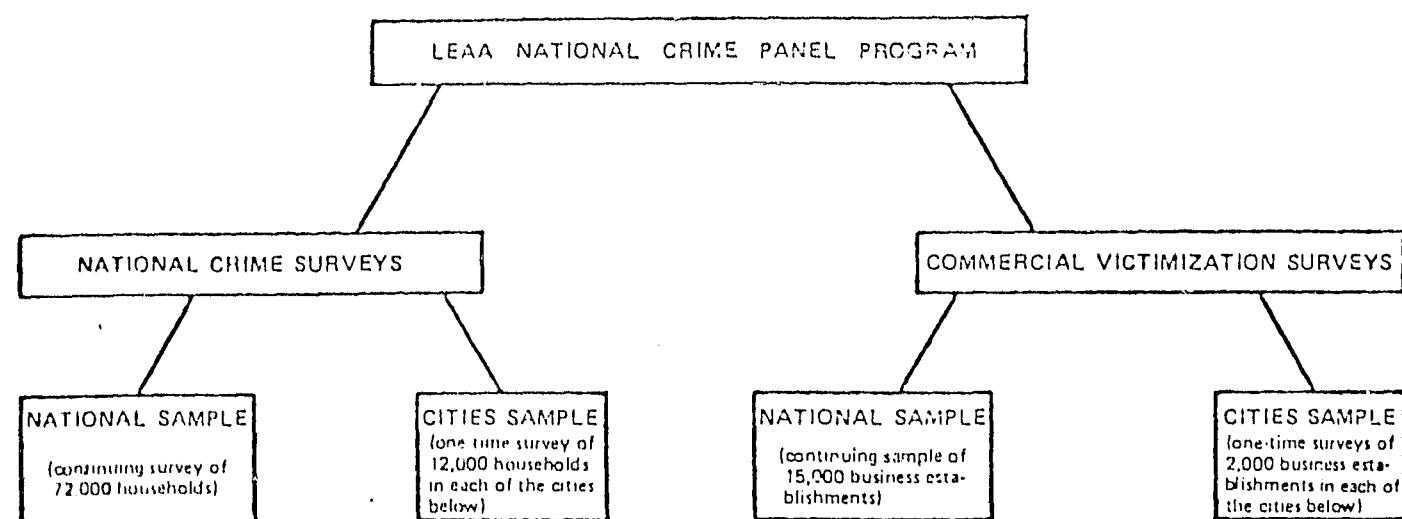 LEAA NATIONAL CRIME PANEL PROGRAM
NATIONAL CRIME SURVEYS
COMMERCIAL VICTIMIZATION SURVEYS
NATIONAL SAMPLE
(continuing survey of
72,000 households)
CITIES SAMPLE
(one-time survey of
12,000 households
in each of the cities
below)
NATIONAL SAMPLE
(continuing sample of
15,000 business esta-
blishments)
CITIES SAMPLE
(one-time surveys of
2,000 business esta-
blishments in each of
the cities below)